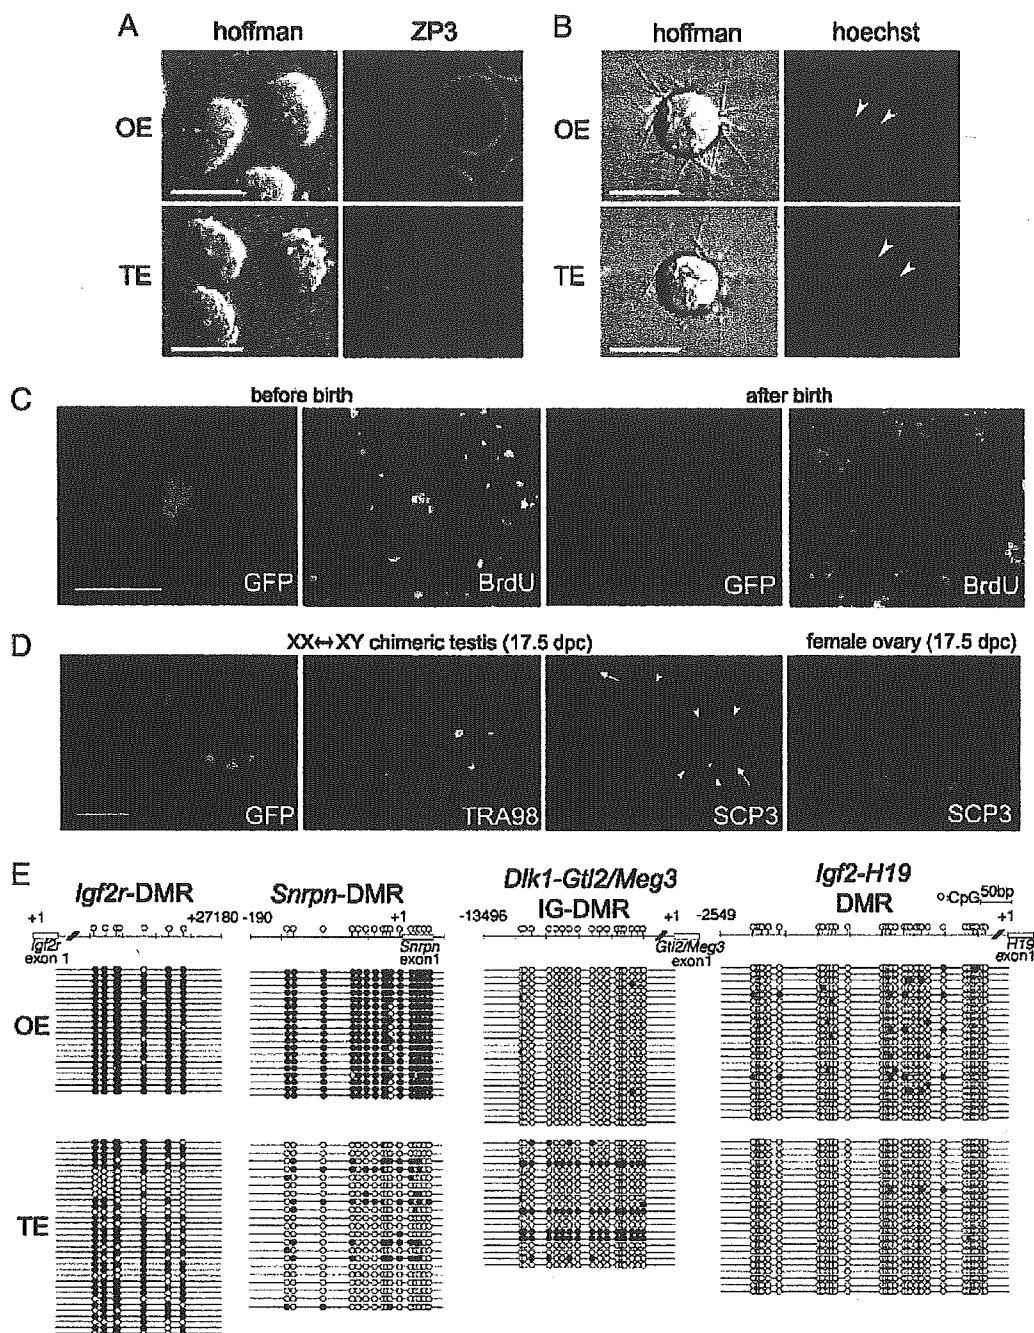 A hoffman ZP3 B hoffman hoechst
OE OE
TE TE
C before birth after birth
GFP BrdU GFP BrdU
D XX↔XY chimeric testis (17.5 dpc) female ovary (17.5 dpc)
GFP TRA98 SCP3 SCP3
E Igf2r-DMR Snrpn-DMR Dlk1-Gtl2/Meg3 IG-DMR Igf2-H19 DMR
○:CpG 50bp
+1 +27180 -190 +1 -13496 +1 -2549 +1
Igf2r exon 1 Snrpn exon1 Gtl2/Meg3 exon1 H19 exon1
OE
TE